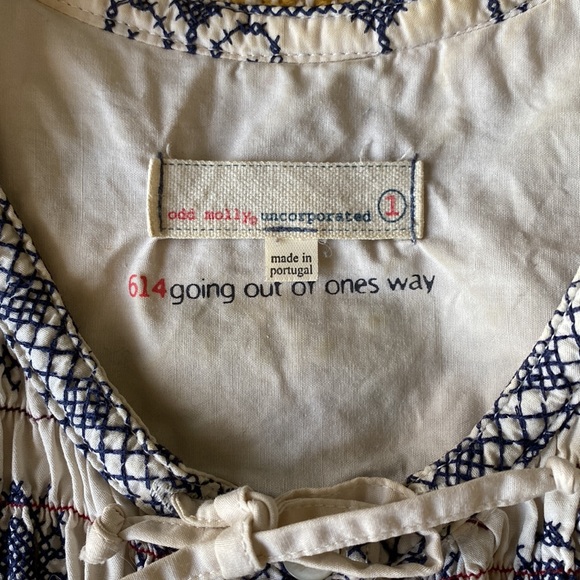 odd molly® uncorporated 1
made in
portugal
614 going out of ones way